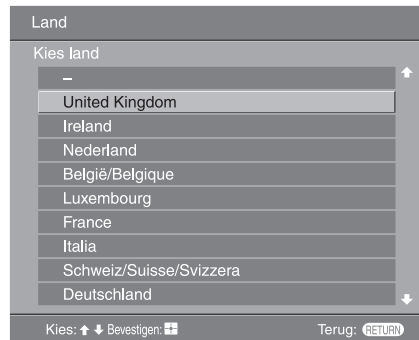 Land
Kies land
–
United Kingdom
Ireland
Nederland
België/Belgique
Luxembourg
France
Italia
Schweiz/Suisse/Svizzera
Deutschland
Kies: Bevestigen: Terug: RETURN